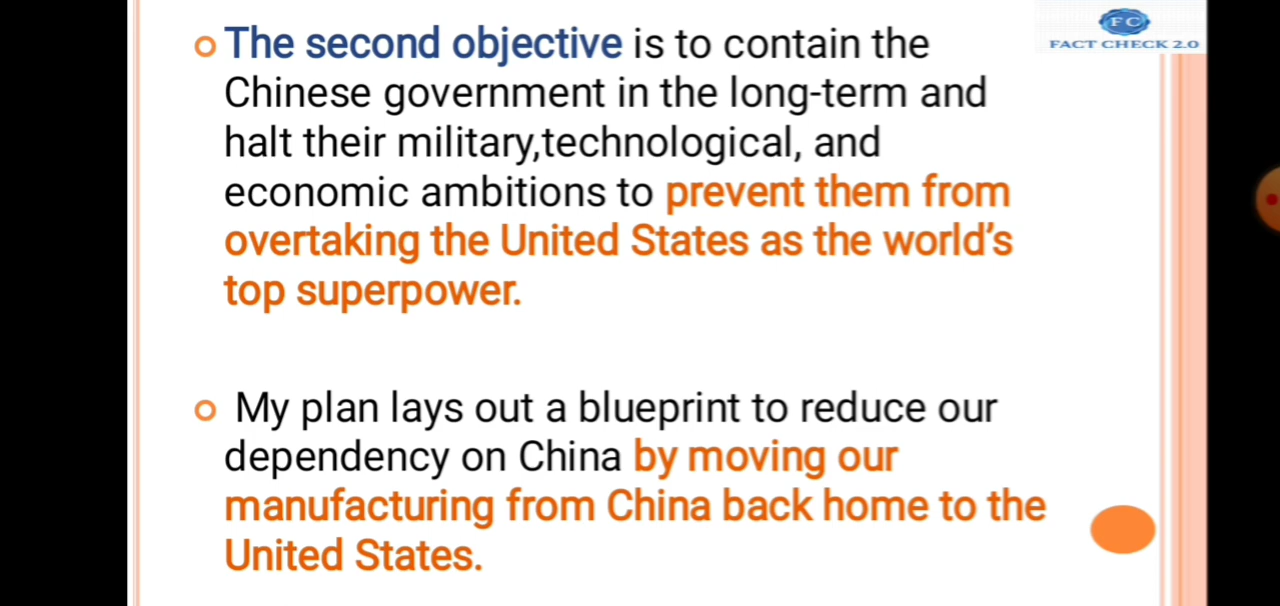 FC
FACT CHECK 2.0
The second objective is to contain the
Chinese government in the long-term and
halt their military,technological, and
economic ambitions to prevent them from
overtaking the United States as the world's
top superpower.
My plan lays out a blueprint to reduce our
dependency on China by moving our
manufacturing from China back home to the
United States.